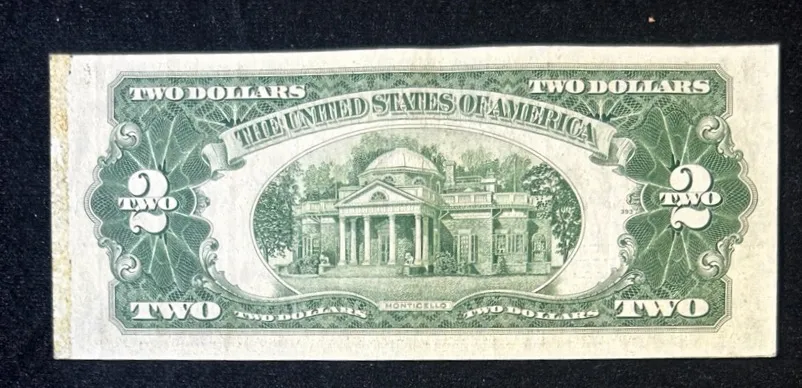 TWO DOLLARS
TWO DOLLARS
THE UNITED STATES OF AMERICA
2
TWO
2
TWO
393
TWO
TWO DOLLARS
MONTICELLO
TWO DOLLARS
TWO